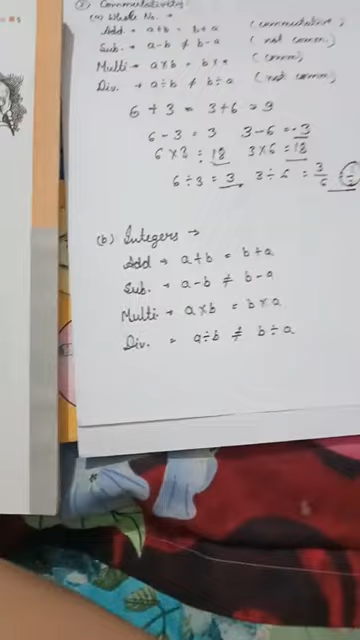 ② Commutativity
(a) Whole No. →
Add → a+b = b+a (commutative)
Sub. → a-b ≠ b-a (not comm.)
Multi → a×b = b×a (comm)
Div. → a÷b ≠ b÷a (not comm)
6 + 3 = 3+6 = 9
6 - 3 = 3 3-6 = -3
6 × 3 = 18 3×6 = 18
6÷3 = 3 3÷6 = 3/6
(b) Integers →
Add → a+b = b+a
Sub. → a-b ≠ b-a
Multi → a×b = b×a
Div. = a÷b ≠ b÷a